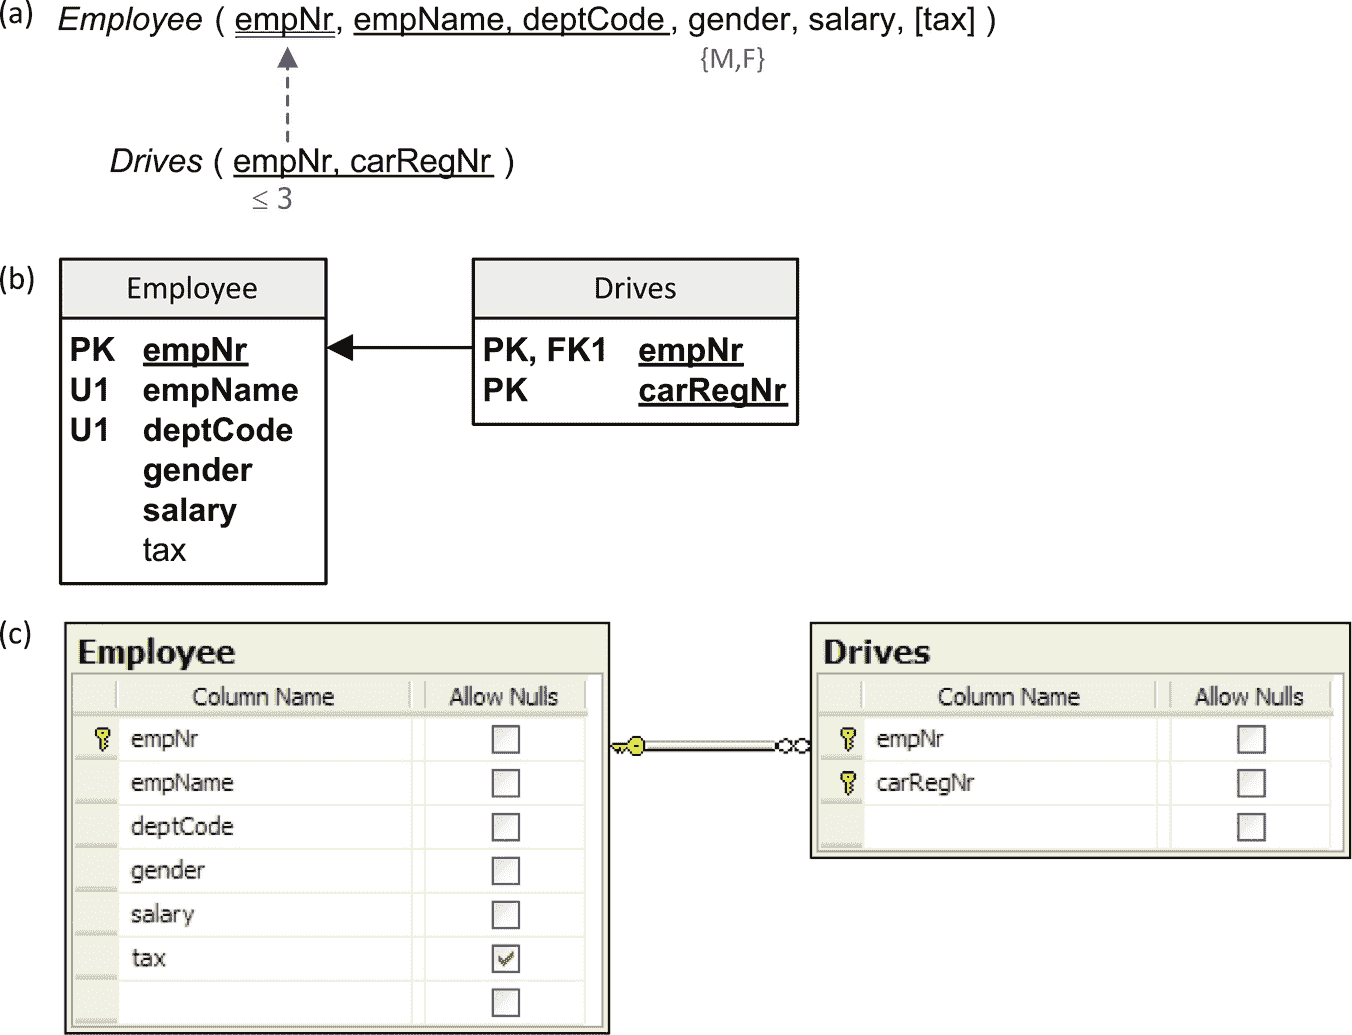 (a) Employee ( empNr, empName, deptCode, gender, salary, [tax] )
{M,F}
Drives ( empNr, carRegNr )
≤ 3
(b)
Employee
PK empNr
U1 empName
U1 deptCode
gender
salary
tax
Drives
PK, FK1 empNr
PK carRegNr
(c)
Employee
Column Name Allow Nulls
empNr
empName
deptCode
gender
salary
tax
Drives
Column Name Allow Nulls
empNr
carRegNr